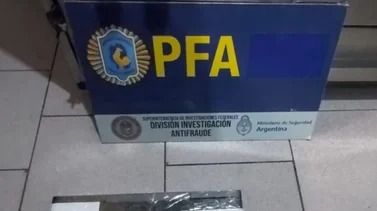 PFA
SUPERINTENDENCIA DE INVESTIGACIONES FEDERALES
DIVISIÓN INVESTIGACIÓN
ANTIFRAUDE
Ministerio de Seguridad
Argentina